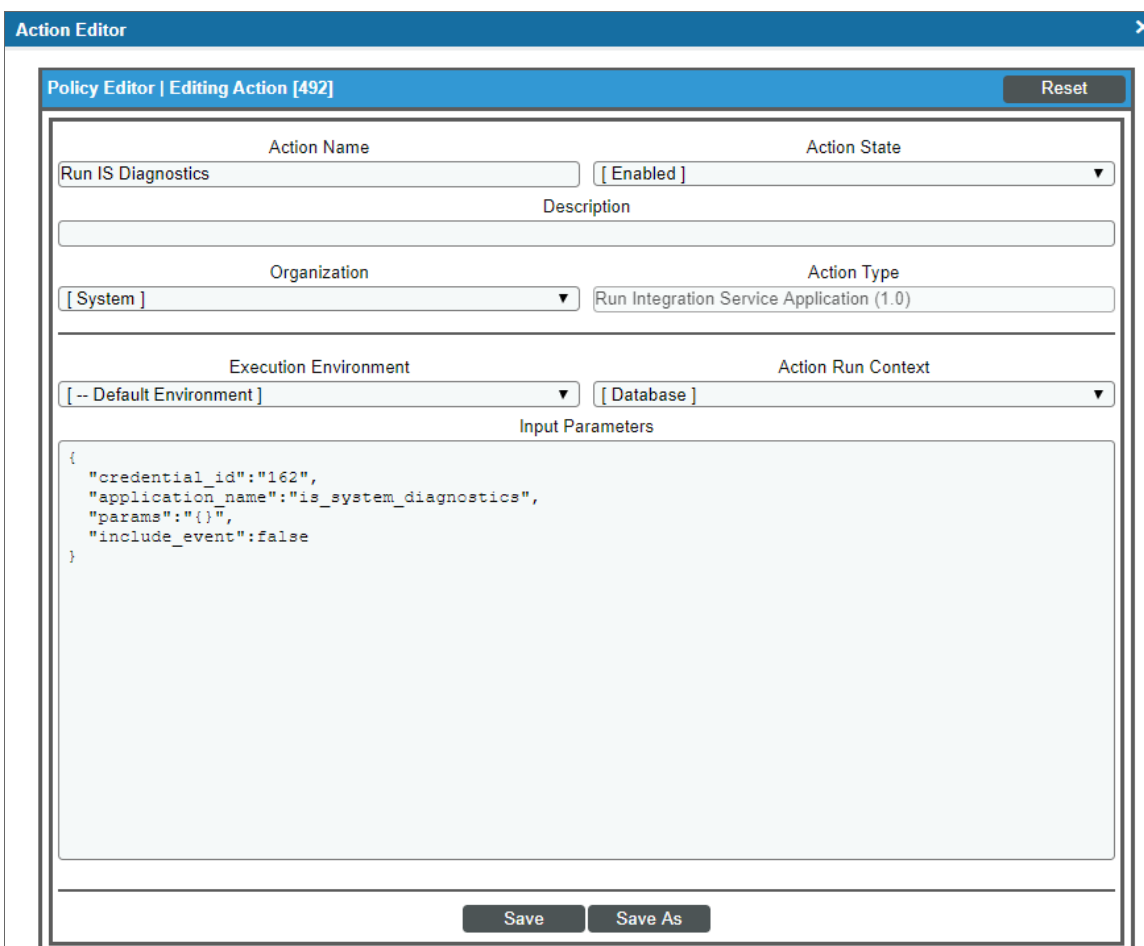 Action Editor
Policy Editor | Editing Action [492]
Reset
Action Name
Action State
Run IS Diagnostics
[ Enabled ]
Description
Organization
Action Type
[ System ]
Run Integration Service Application (1.0)
Execution Environment
Action Run Context
[ -- Default Environment ]
[ Database ]
Input Parameters
{
"credential_id":"162",
"application_name":"is_system_diagnostics",
"params":"{}",
"include_event":false
}
Save
Save As